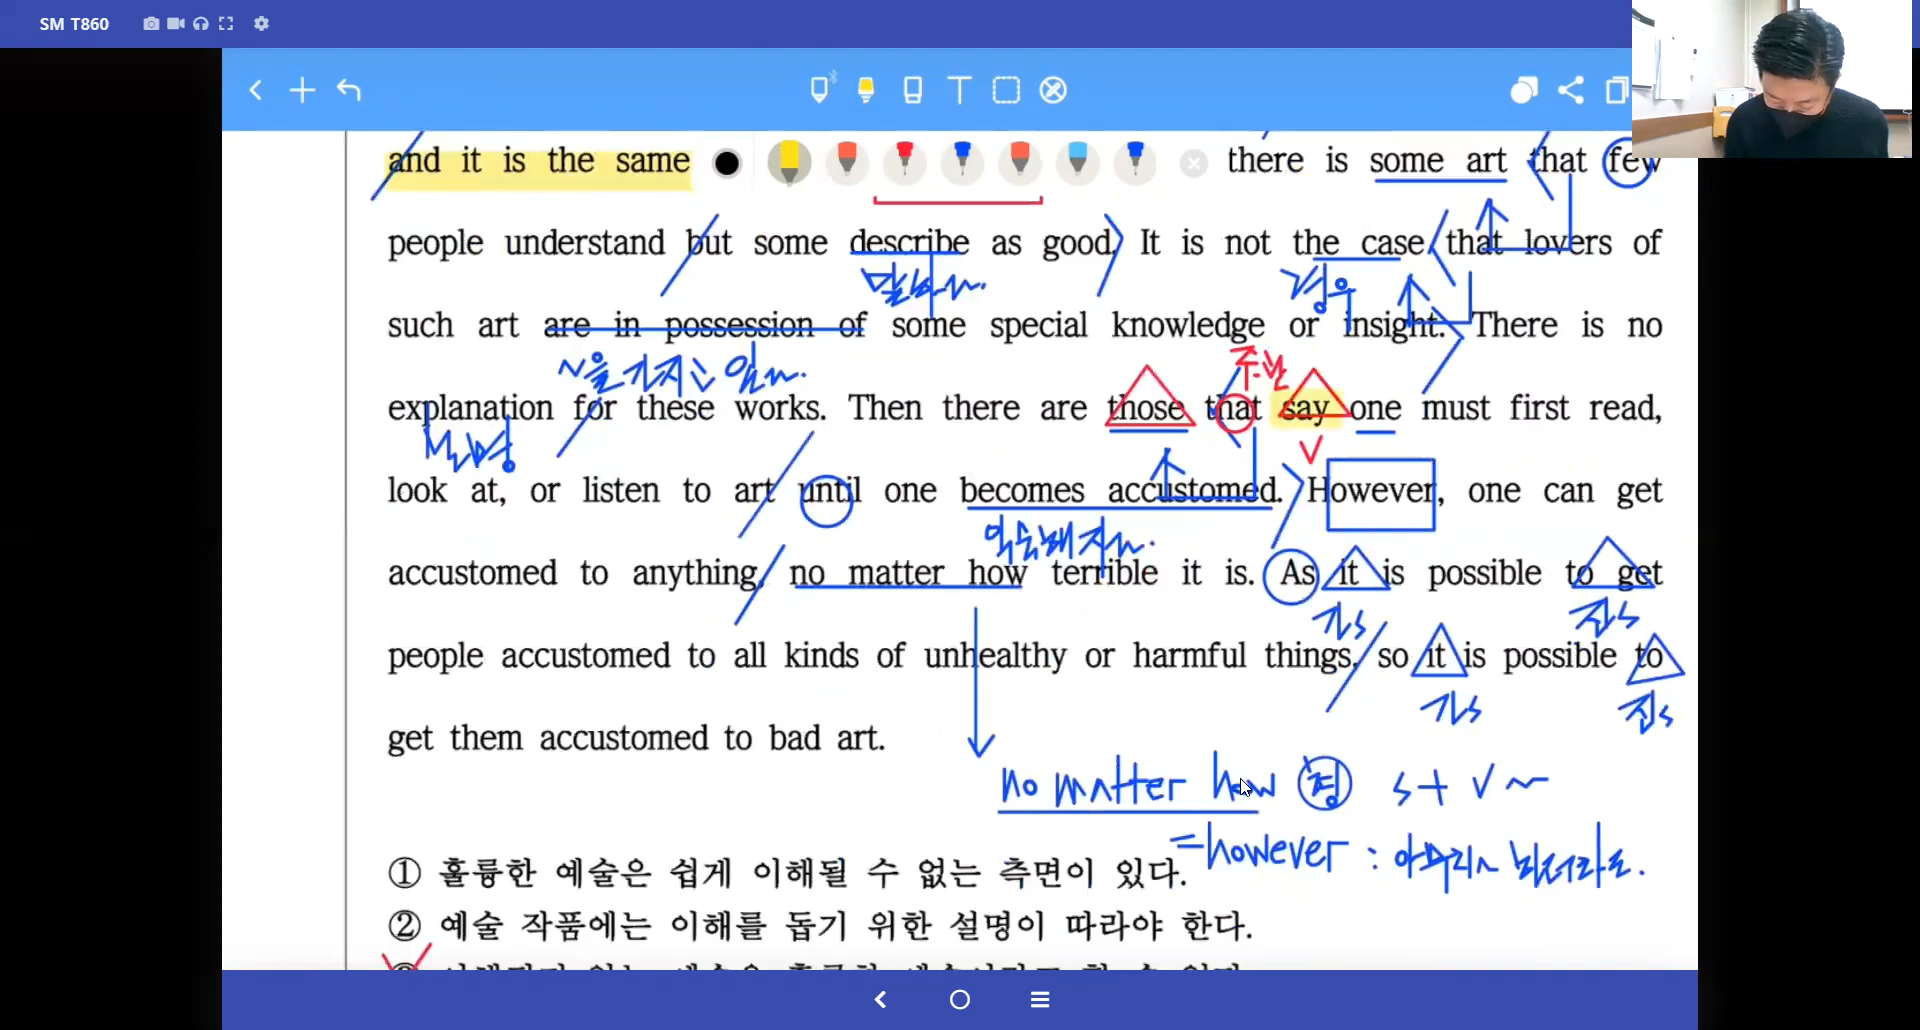 SM T860
and it is the same there is some art that few
people understand but some describe as good. It is not the case that lovers of
말하다.
경우
such art are in possession of some special knowledge or insight. There is no
~을 가지고 있다.
주관
explanation for these works. Then there are those that say one must first read,
설명
V
look at, or listen to art until one becomes accustomed. However, one can get
익숙해지다.
accustomed to anything, no matter how terrible it is. As it is possible to get
가S
진S
people accustomed to all kinds of unhealthy or harmful things, so it is possible to
가S
진S
get them accustomed to bad art.
no matter how 형 S + V ~
= however : 아무리 ~ 되더라도.
① 훌륭한 예술은 쉽게 이해될 수 없는 측면이 있다.
② 예술 작품에는 이해를 돕기 위한 설명이 따라야 한다.